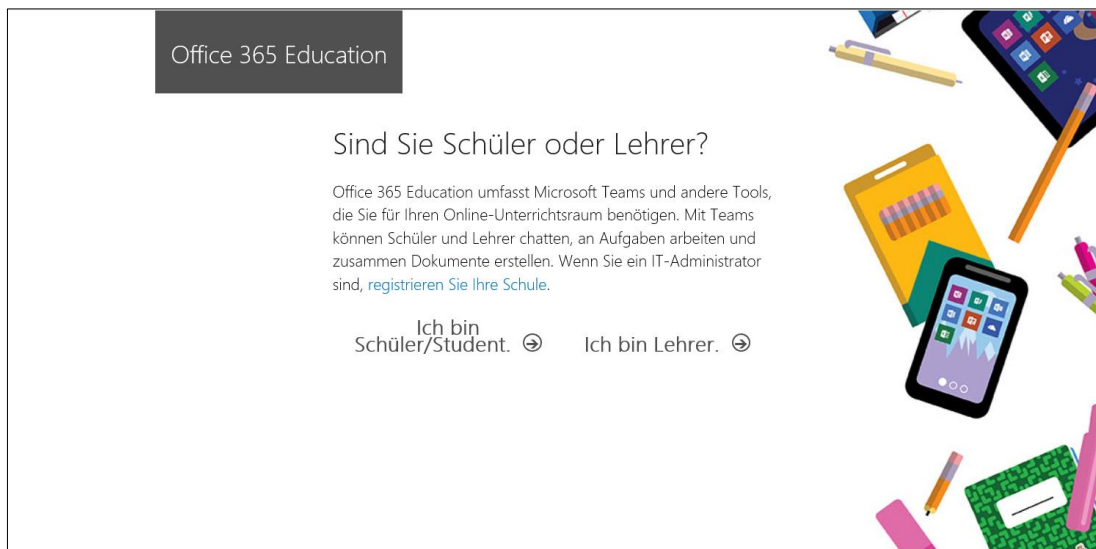 Office 365 Education
Sind Sie Schüler oder Lehrer?
Office 365 Education umfasst Microsoft Teams und andere Tools,
die Sie für Ihren Online-Unterrichtsraum benötigen. Mit Teams
können Schüler und Lehrer chatten, an Aufgaben arbeiten und
zusammen Dokumente erstellen. Wenn Sie ein IT-Administrator
sind, registrieren Sie Ihre Schule.
Ich bin
Schüler/Student.
Ich bin Lehrer.